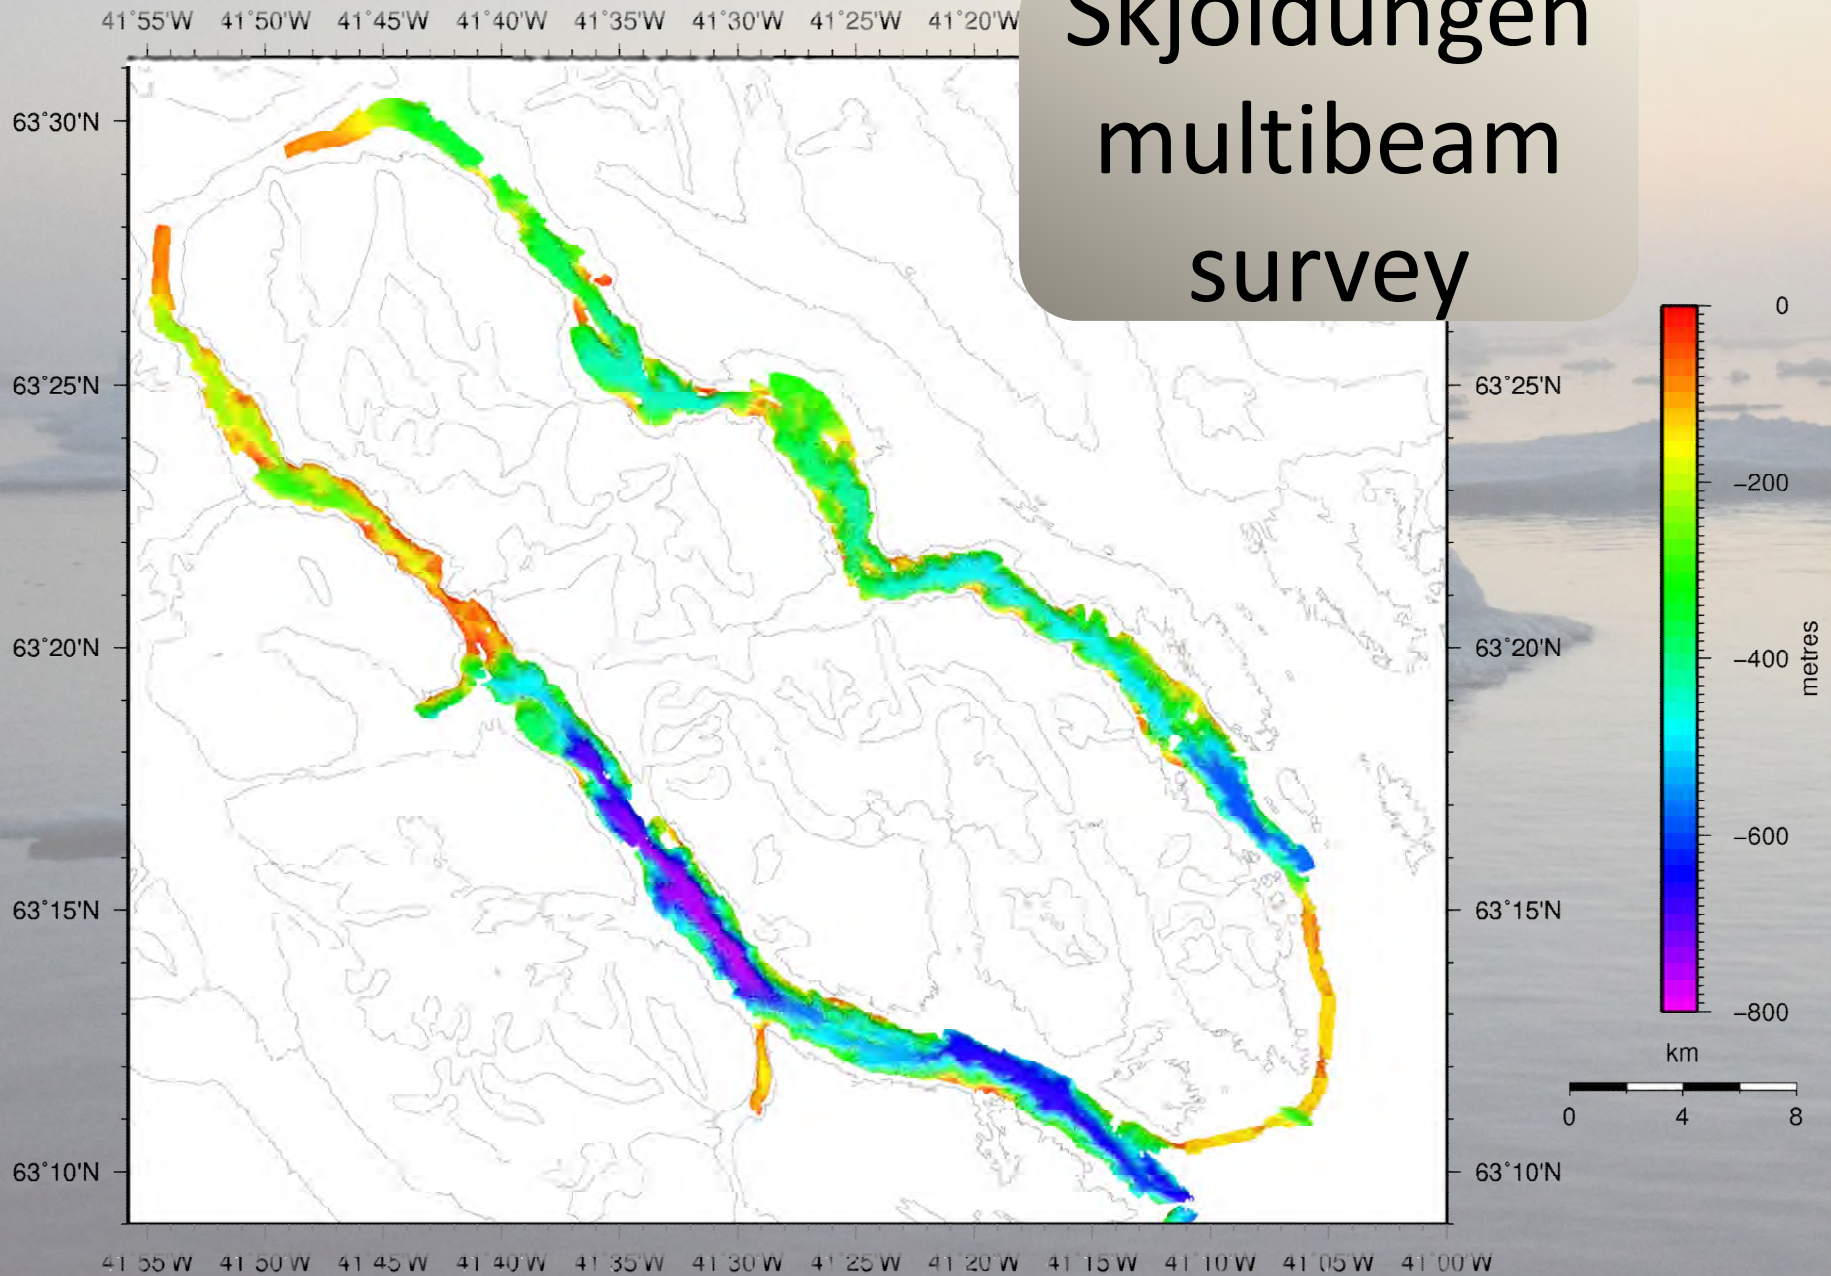 41°55'W 41°50'W 41°45'W 41°40'W 41°35'W 41°30'W 41°25'W 41°20'W
Skjoldungen
multibeam
survey
63°30'N
63°25'N
63°20'N
63°15'N
63°10'N
63°25'N
63°20'N
63°15'N
63°10'N
0
−200
−400
−600
−800
metres
km
0 4 8
41°55'W 41°50'W 41°45'W 41°40'W 41°35'W 41°30'W 41°25'W 41°20'W 41°15'W 41°10'W 41°05'W 41°00'W